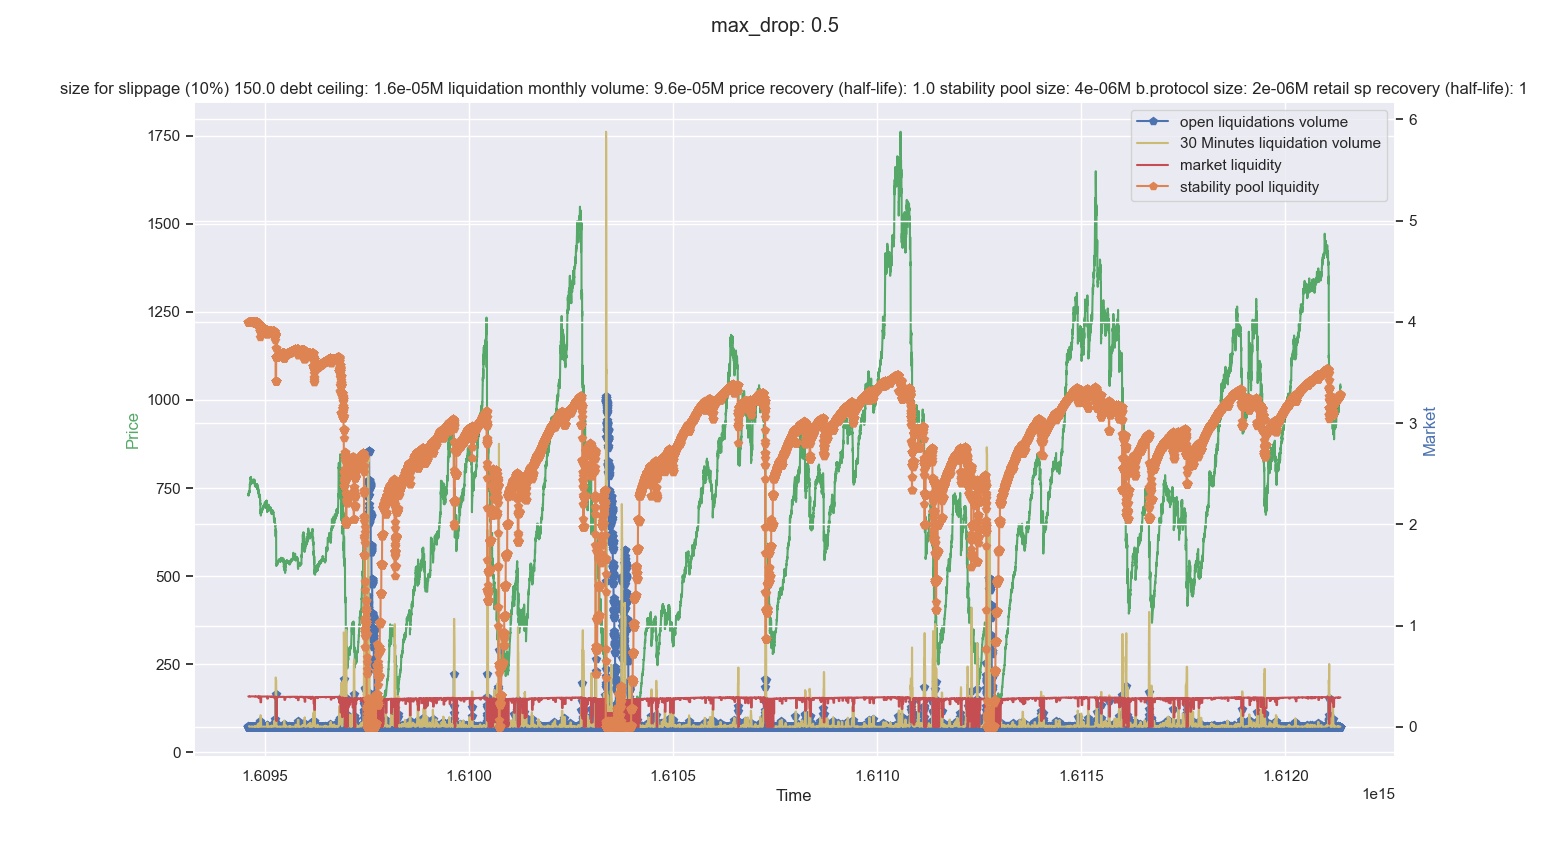 max_drop: 0.5
size for slippage (10%) 150.0 debt ceiling: 1.6e-05M liquidation monthly volume: 9.6e-05M price recovery (half-life): 1.0 stability pool size: 4e-06M b.protocol size: 2e-06M retail sp recovery (half-life): 1
open liquidations volume
30 Minutes liquidation volume
market liquidity
stability pool liquidity
1750
1500
1250
1000
750
500
250
0
Price
6
5
4
3
2
1
0
Market
1.6095
1.6100
1.6105
1.6110
1.6115
1.6120
1e15
Time